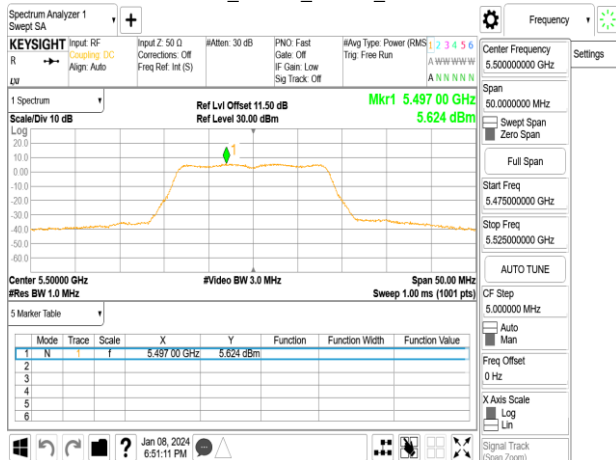 Spectrum Analyzer 1
Swept SA
+
Frequency
KEYSIGHT
R
LXI
Input: RF
Coupling: DC
Align: Auto
Input Z: 50 Ω
Corrections: Off
Freq Ref: Int (S)
#Atten: 30 dB
PNO: Fast
Gate: Off
IF Gain: Low
Sig Track: Off
#Avg Type: Power (RMS
Trig: Free Run
1 2 3 4 5 6
A W W W W W
A N N N N N
1 Spectrum
Scale/Div 10 dB
Log
Ref Lvl Offset 11.50 dB
Ref Level 30.00 dBm
Mkr1 5.497 00 GHz
5.624 dBm
20.0
10.0
0.00
-10.0
-20.0
-30.0
-40.0
-50.0
-60.0
1
Center 5.50000 GHz
#Res BW 1.0 MHz
#Video BW 3.0 MHz
Span 50.00 MHz
Sweep 1.00 ms (1001 pts)
5 Marker Table
Mode Trace Scale X Y Function Function Width Function Value
1 N 1 f 5.497 00 GHz 5.624 dBm
2
3
4
5
6
Jan 08, 2024
6:51:11 PM
Center Frequency
5.500000000 GHz
Settings
Span
50.0000000 MHz
Swept Span
Zero Span
Full Span
Start Freq
5.475000000 GHz
Stop Freq
5.525000000 GHz
AUTO TUNE
CF Step
5.000000 MHz
Auto
Man
Freq Offset
0 Hz
X Axis Scale
Log
Lin
Signal Track
(Span Zoom)